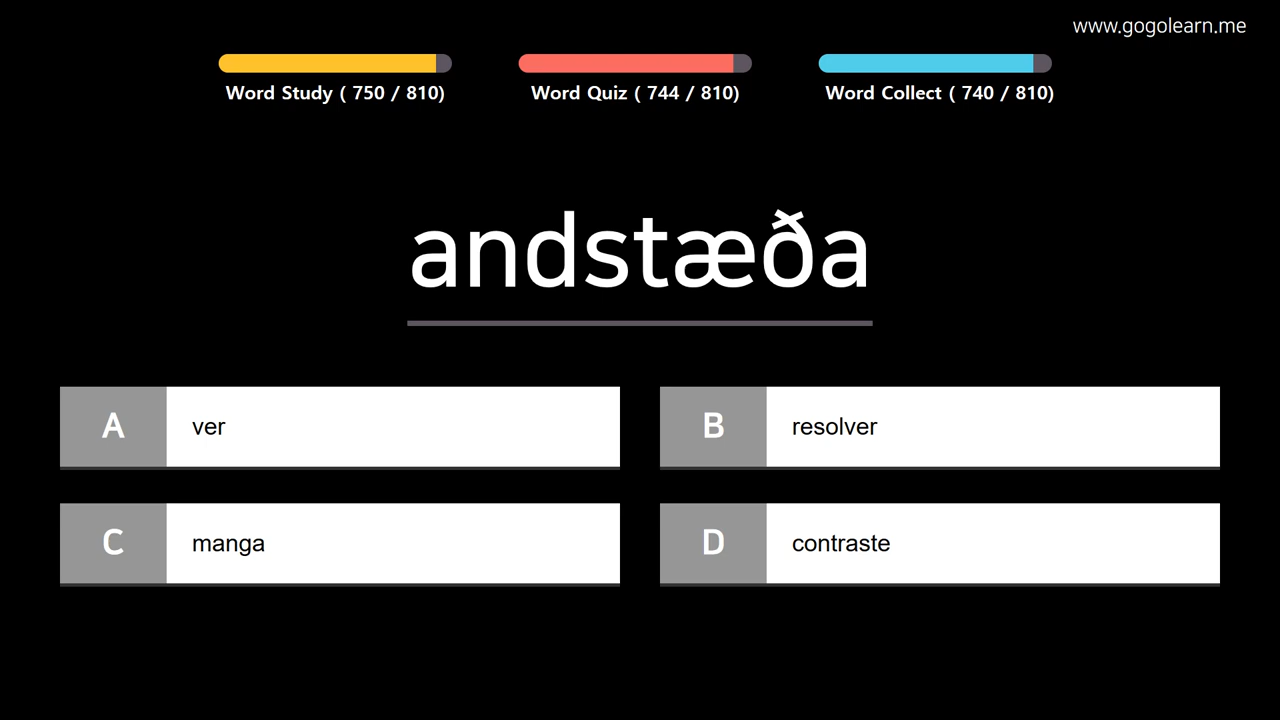 www.gogolearn.me
Word Study ( 750 / 810)
Word Quiz ( 744 / 810)
Word Collect ( 740 / 810)
andstæða
A ver
B resolver
C manga
D contraste